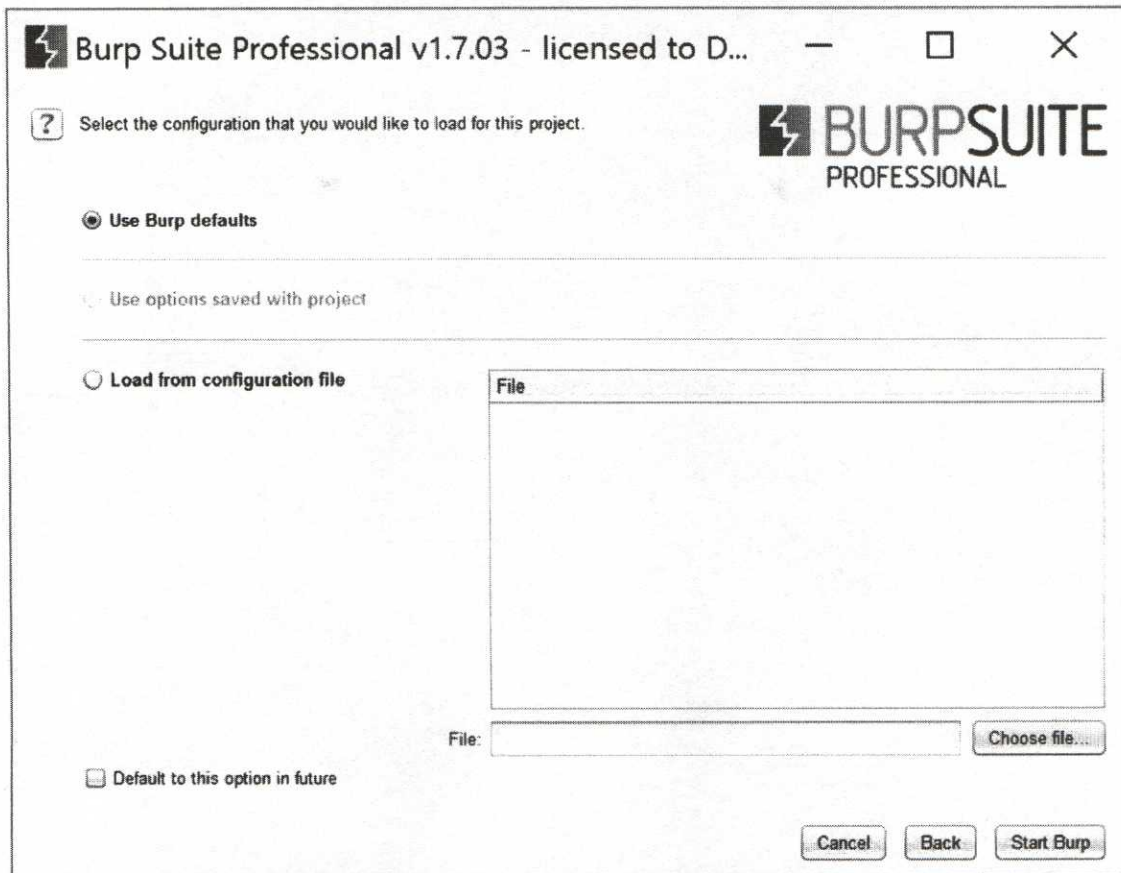 Burp Suite Professional v1.7.03 - licensed to D...
?
Select the configuration that you would like to load for this project.
BURPSUITE
PROFESSIONAL
Use Burp defaults
Use options saved with project
Load from configuration file
File
File:
Choose file...
Default to this option in future
Cancel
Back
Start Burp